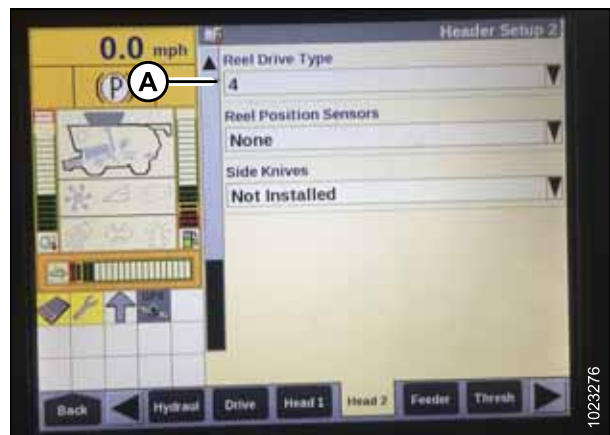 0.0 mph
Header Setup 2
(P)
A
Reel Drive Type
4
Reel Position Sensors
None
Side Knives
Not Installed
GPS
Back
Hydraul
Drive
Head 1
Head 2
Feeder
Thresh
1023276